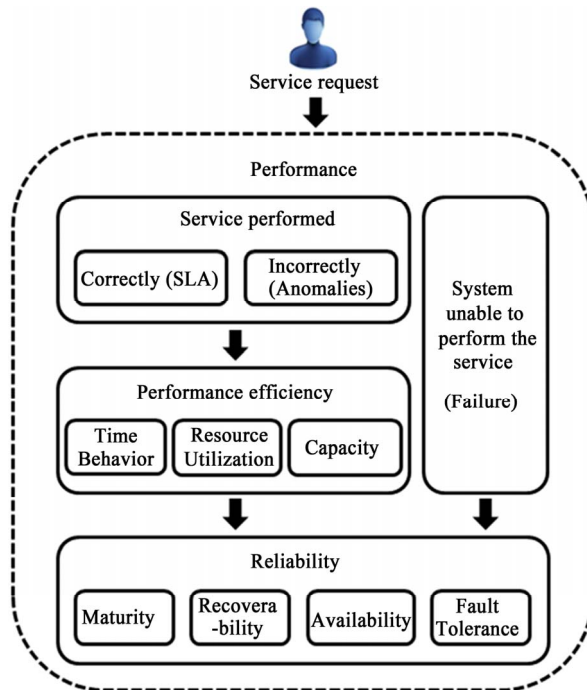 Service request
Performance
Service performed
Correctly (SLA)
Incorrectly
(Anomalies)
System
unable to
perform the
service
(Failure)
Performance efficiency
Time
Behavior
Resource
Utilization
Capacity
Reliability
Maturity
Recovera
-bility
Availability
Fault
Tolerance